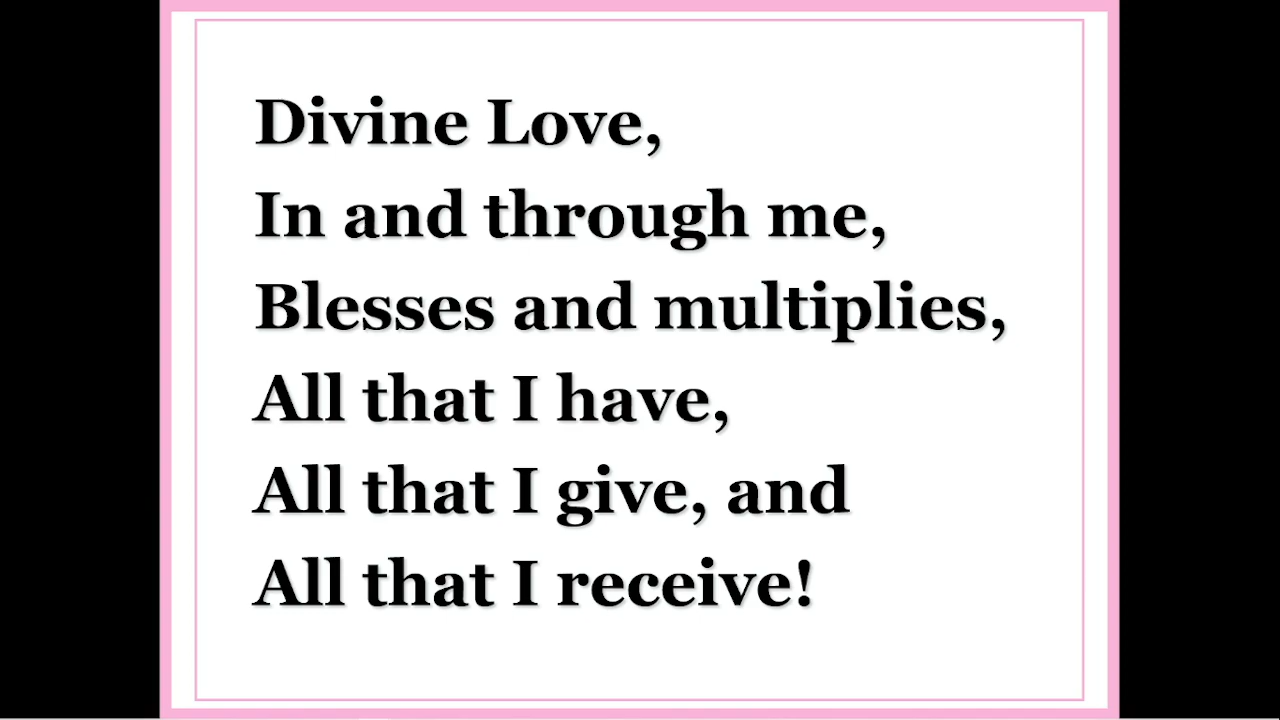 Divine Love,
In and through me,
Blesses and multiplies,
All that I have,
All that I give, and
All that I receive!